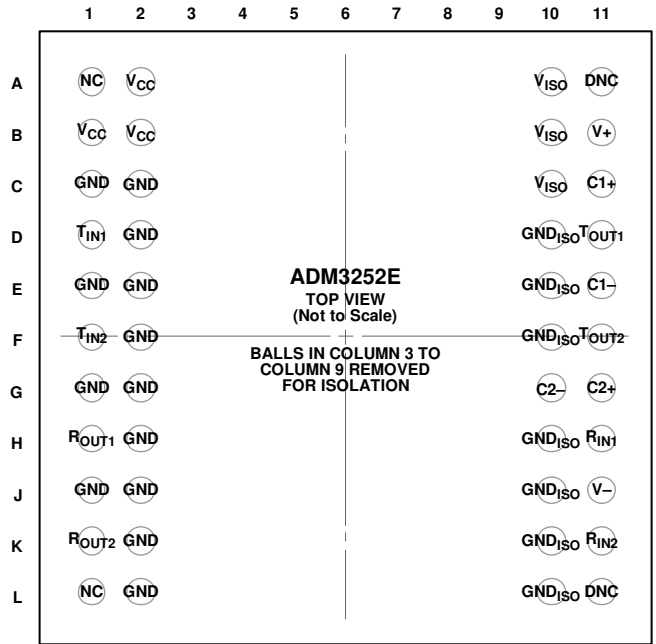 1 2 3 4 5 6 7 8 9 10 11
A NC VCC VISO DNC
B VCC VCC VISO V+
C GND GND VISO C1+
D TIN1 GND GNDISO TOUT1
E GND GND GNDISO C1–
ADM3252E
TOP VIEW
(Not to Scale)
F TIN2 GND GNDISO TOUT2
BALLS IN COLUMN 3 TO
COLUMN 9 REMOVED
FOR ISOLATION
G GND GND C2– C2+
H ROUT1 GND GNDISO RIN1
J GND GND GNDISO V–
K ROUT2 GND GNDISO RIN2
L NC GND GNDISO DNC